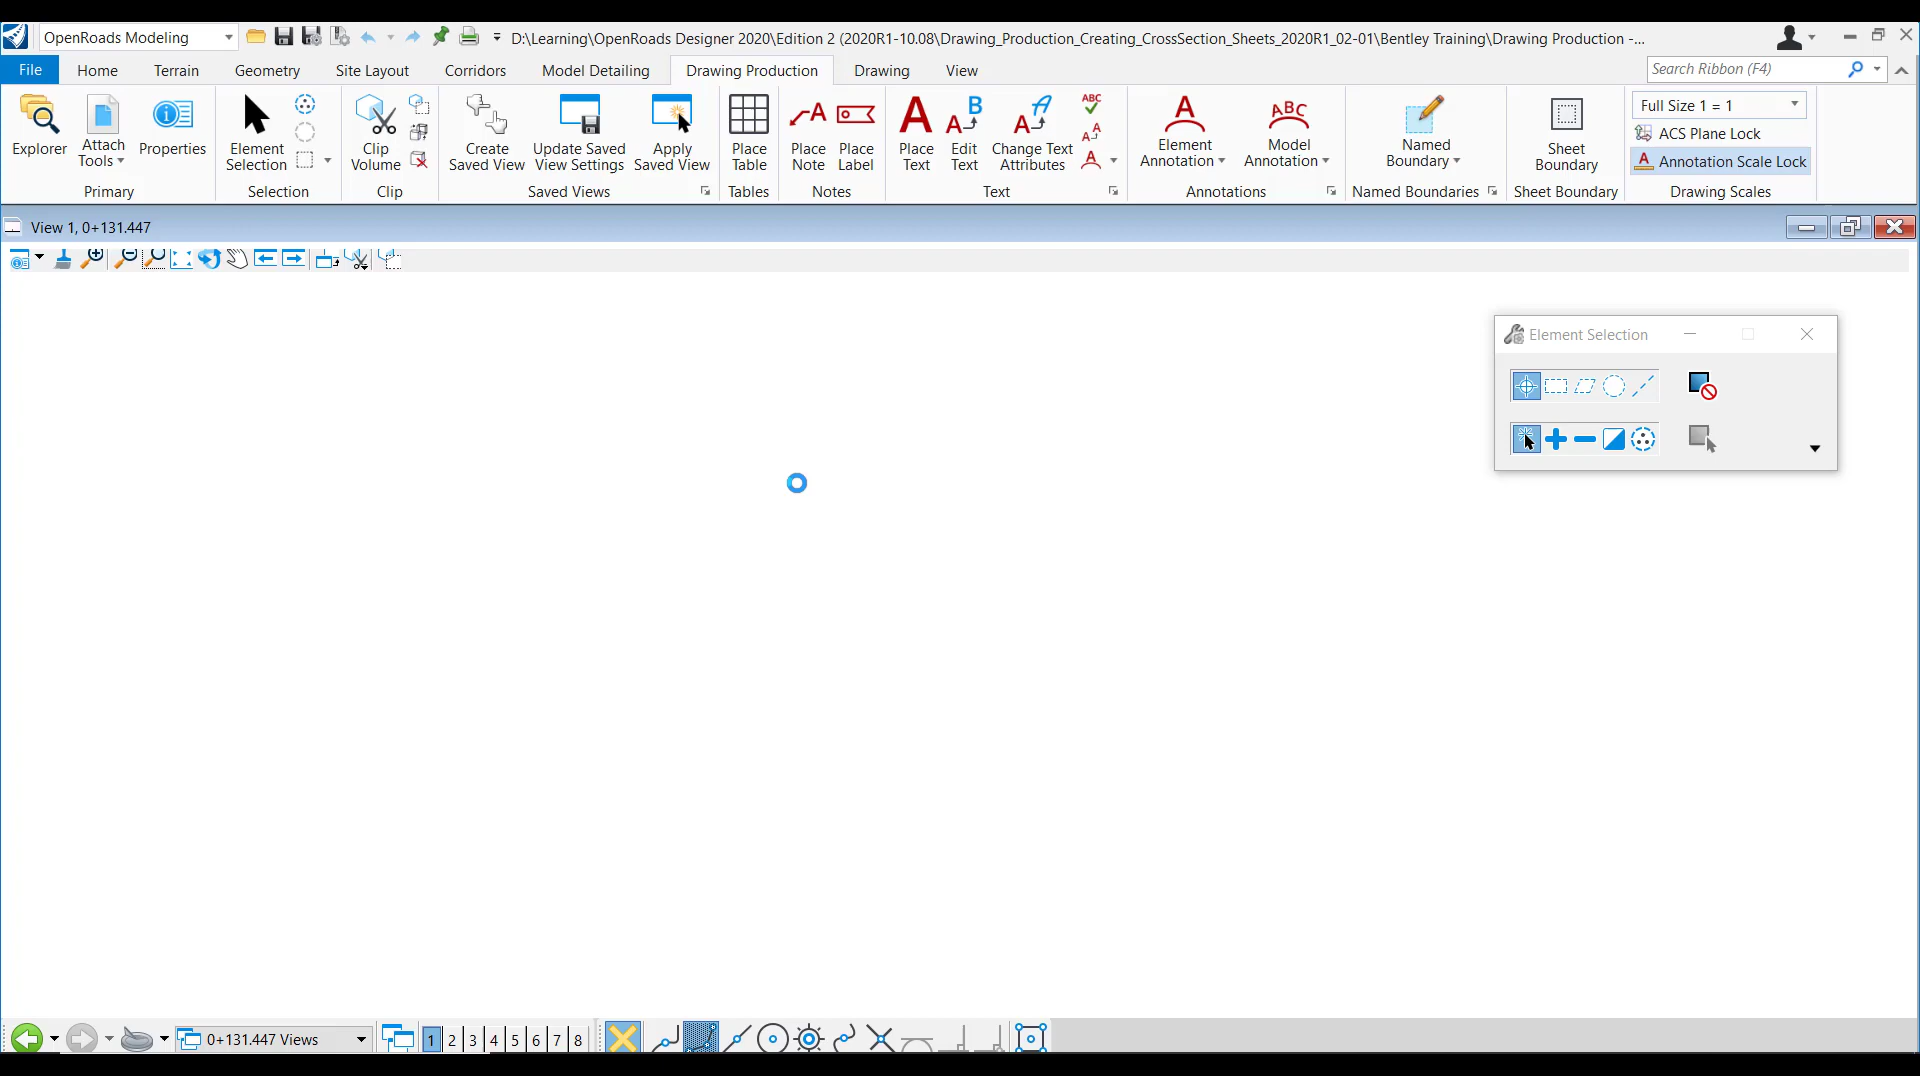 OpenRoads Modeling
D:\Learning\OpenRoads Designer 2020\Edition 2 (2020R1-10.08\Drawing_Production_Creating_CrossSection_Sheets_2020R1_02-01\Bentley Training\Drawing Production -...
File Home Terrain Geometry Site Layout Corridors Model Detailing Drawing Production Drawing View
Search Ribbon (F4)
Explorer
Attach
Tools
Properties
Primary
Element
Selection
Selection
Clip
Volume
Clip
Create
Saved View
Update Saved
View Settings
Apply
Saved View
Saved Views
Place
Table
Tables
Place
Note
Place
Label
Notes
Place
Text
Edit
Text
Change Text
Attributes
Text
Element
Annotation
Model
Annotation
Annotations
Named
Boundary
Named Boundaries
Sheet
Boundary
Sheet Boundary
Full Size 1 = 1
ACS Plane Lock
Annotation Scale Lock
Drawing Scales
View 1, 0+131.447
Element Selection
0+131.447 Views
1 2 3 4 5 6 7 8